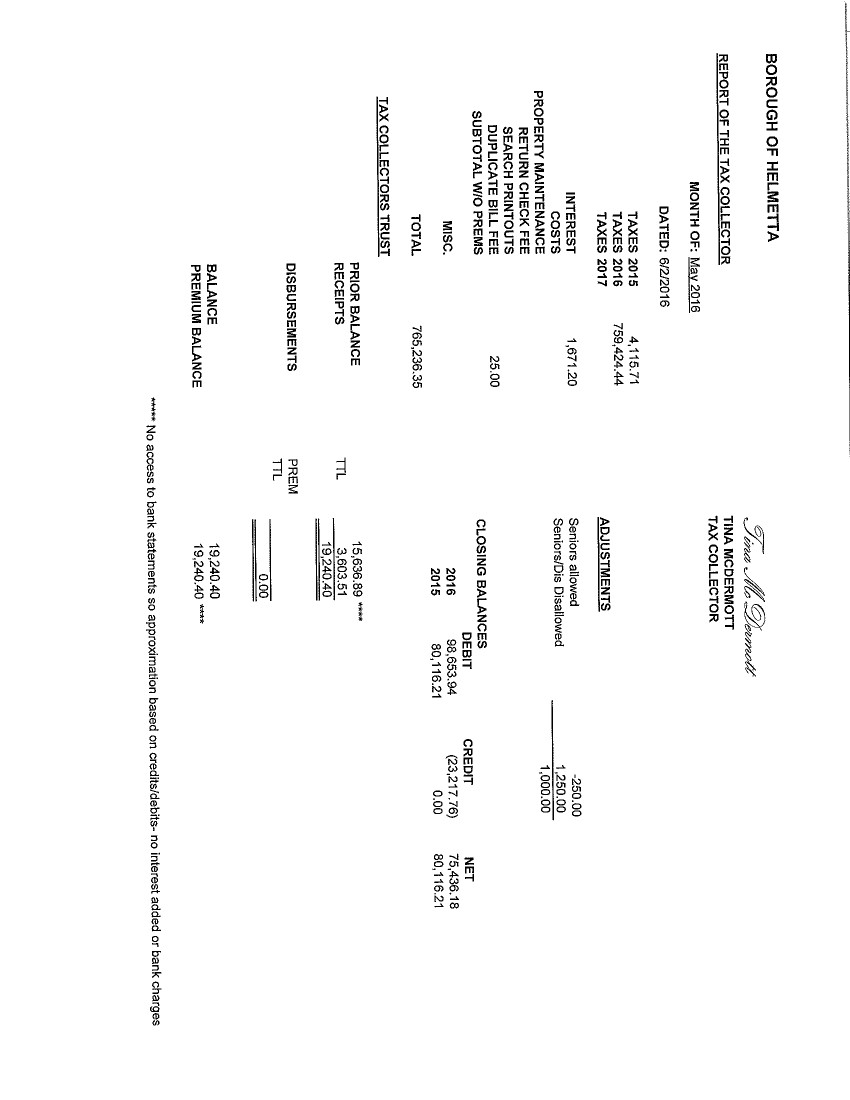 BOROUGH OF HELMETTA
Tina McDermott
REPORT OF THE TAX COLLECTOR
TINA MCDERMOTT
TAX COLLECTOR
MONTH OF: May 2016
DATED: 6/2/2016
TAXES 2015 4,115.71
TAXES 2016 759,424.44
TAXES 2017
ADJUSTMENTS
INTEREST 1,671.20
COSTS
Seniors allowed -250.00
Seniors/Dis Disallowed 1,250.00
1,000.00
PROPERTY MAINTENANCE
RETURN CHECK FEE
SEARCH PRINTOUTS
DUPLICATE BILL FEE 25.00
SUBTOTAL W/O PREMS
CLOSING BALANCES
DEBIT CREDIT NET
MISC.
2016 98,653.94 (23,217.76) 75,436.18
2015 80,116.21 0.00 80,116.21
TOTAL 765,236.35
TAX COLLECTORS TRUST
PRIOR BALANCE 15,636.89 ****
RECEIPTS TTL 3,603.51
19,240.40
DISBURSEMENTS PREM
TTL
0.00
BALANCE 19,240.40
PREMIUM BALANCE 19,240.40 ****
***** No access to bank statements so approximation based on credits/debits- no interest added or bank charges